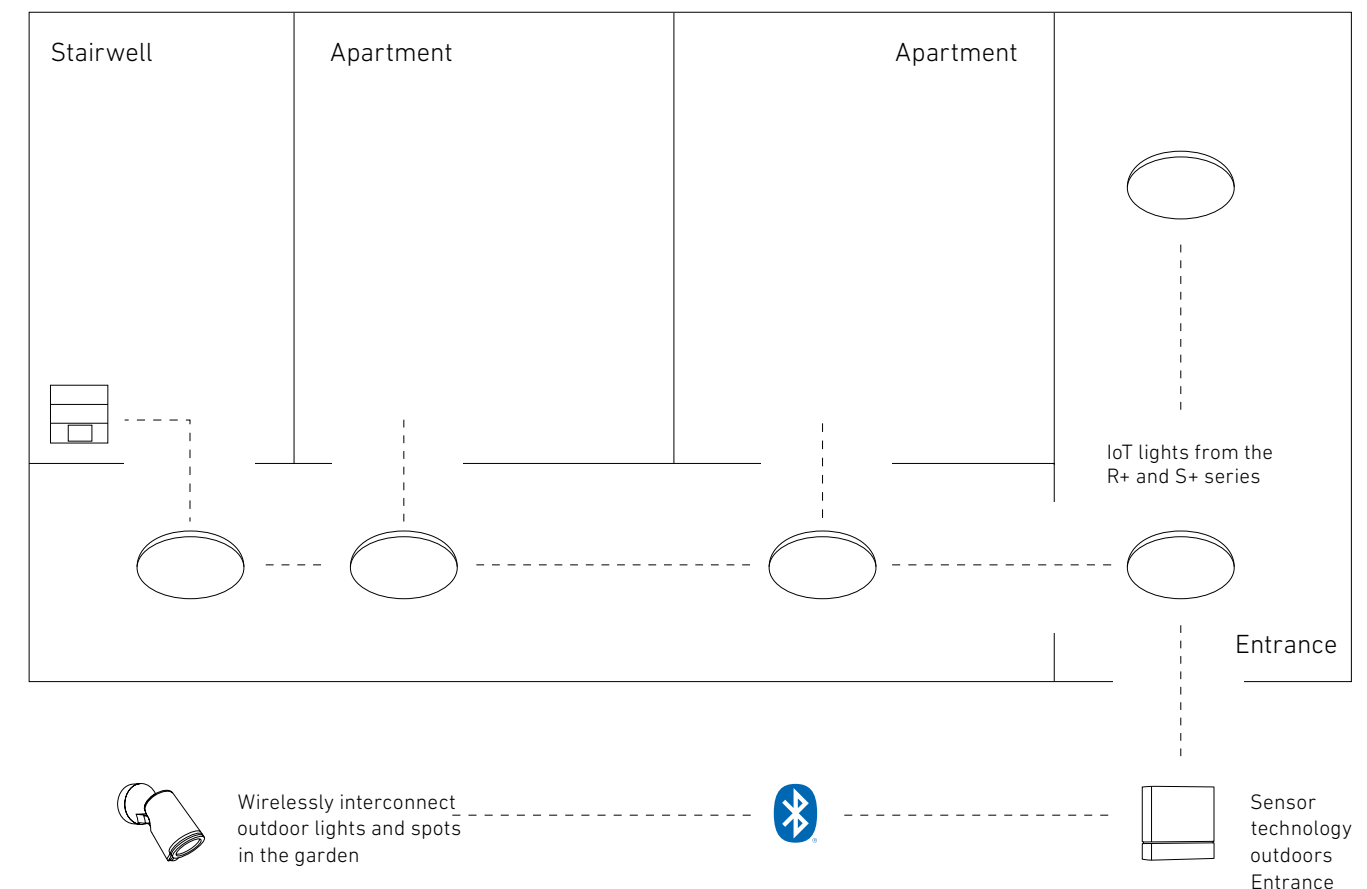 Stairwell
Apartment
Apartment
IoT lights from the
R+ and S+ series
Entrance
Wirelessly interconnect
outdoor lights and spots
in the garden
Sensor
technology
outdoors
Entrance